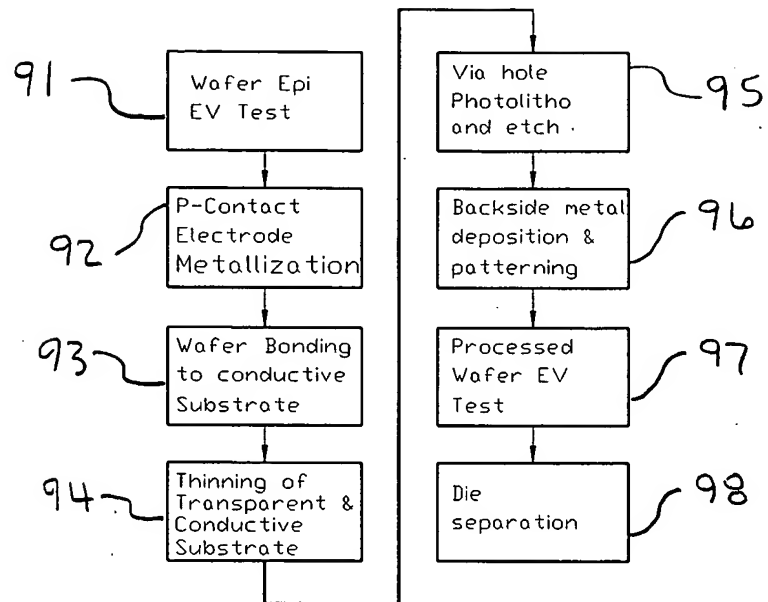 91
Wafer Epi
EV Test
92
P-Contact
Electrode
Metallization
93
Wafer Bonding
to conductive
Substrate
94
Thinning of
Transparent &
Conductive
Substrate
95
Via hole
Photolitho
and etch
96
Backside metal
deposition &
patterning
97
Processed
Wafer EV
Test
98
Die
separation